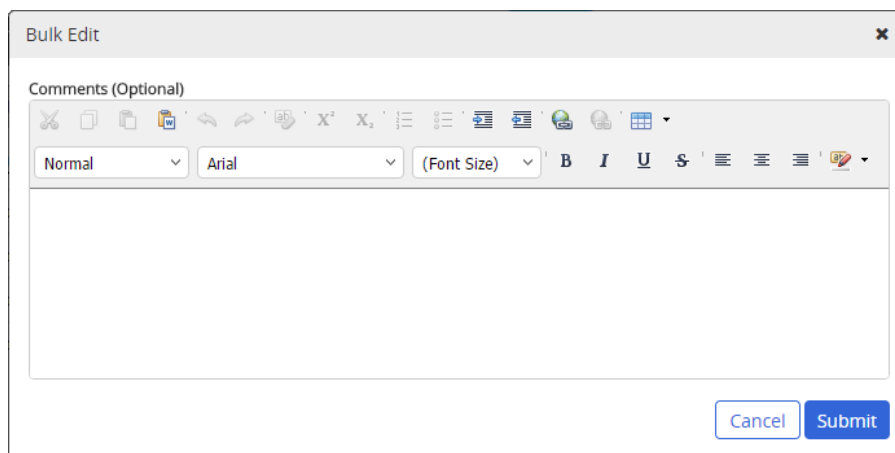 Bulk Edit
Comments (Optional)
Normal Arial (Font Size) B I U S
Cancel Submit